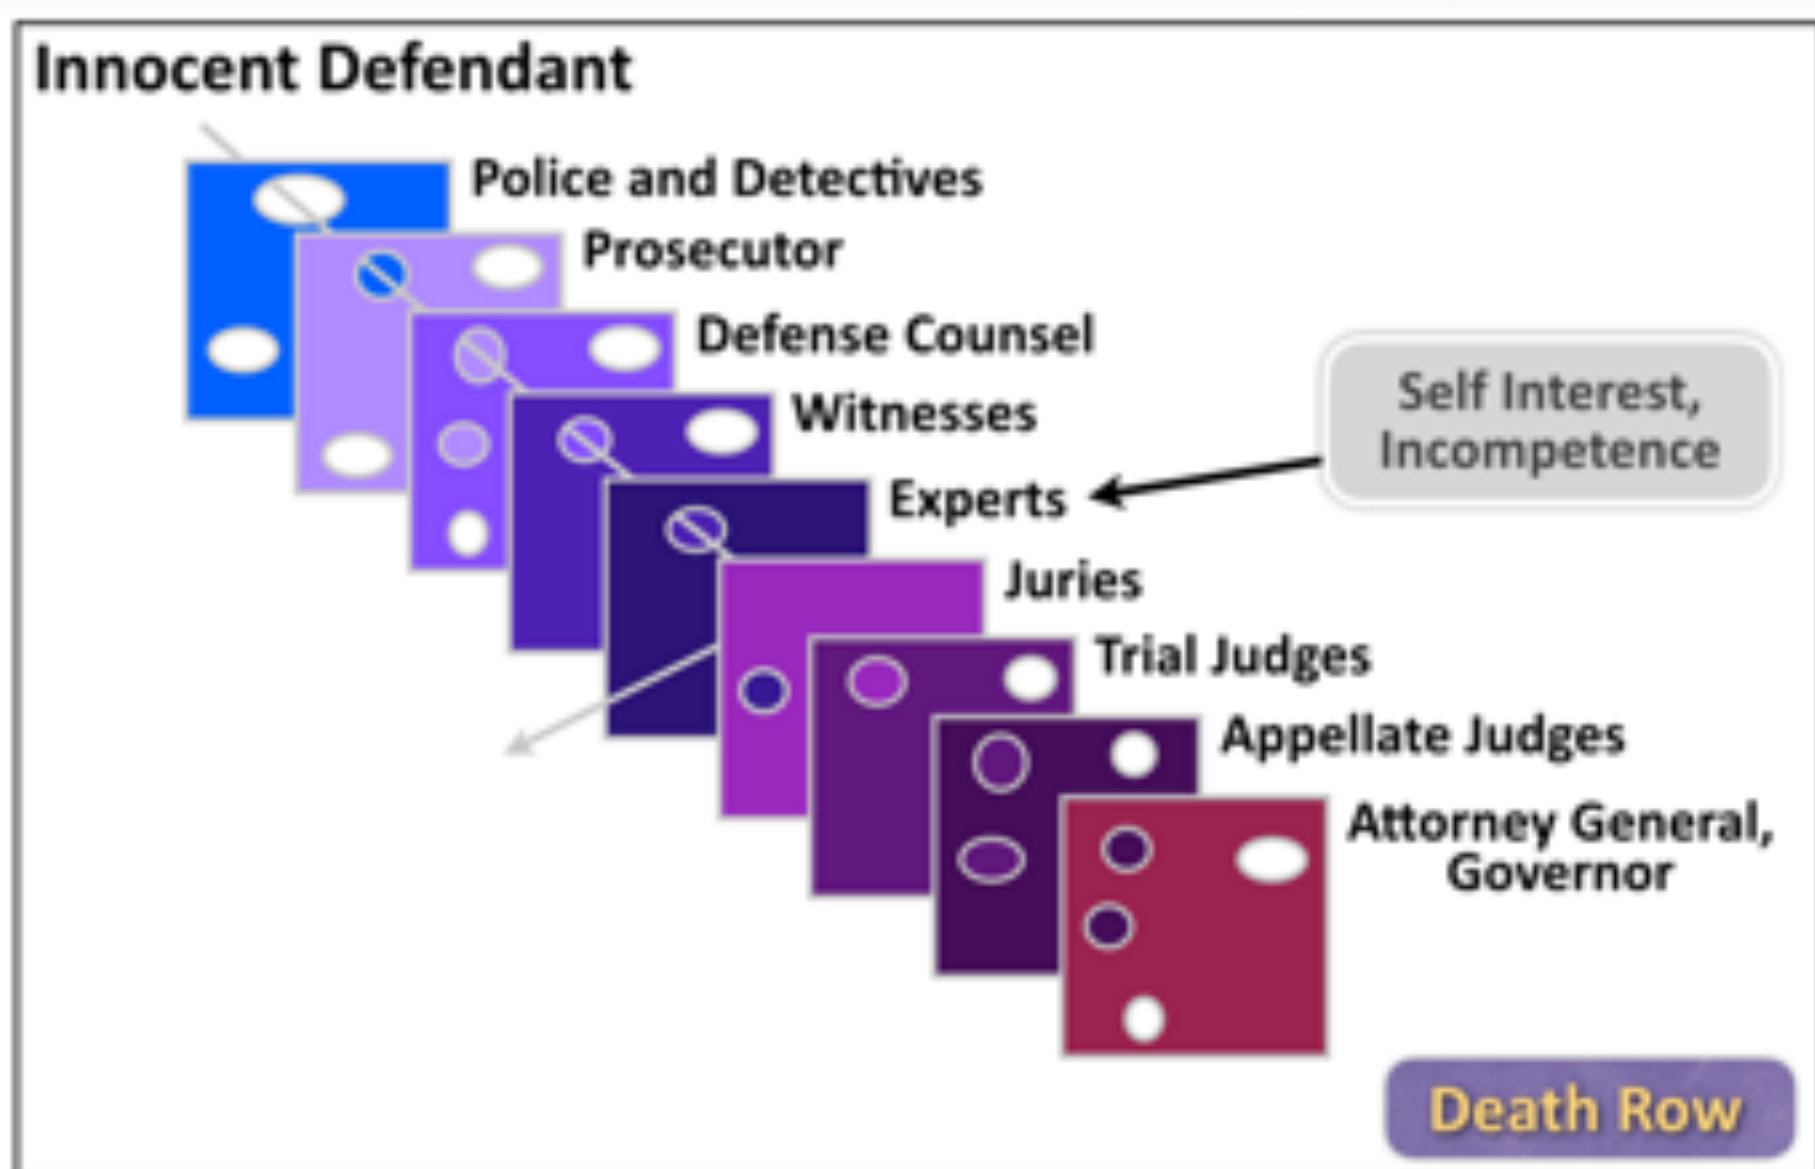 Innocent Defendant
Police and Detectives
Prosecutor
Defense Counsel
Witnesses
Self Interest,
Incompetence
Experts
Juries
Trial Judges
Appellate Judges
Attorney General,
Governor
Death Row